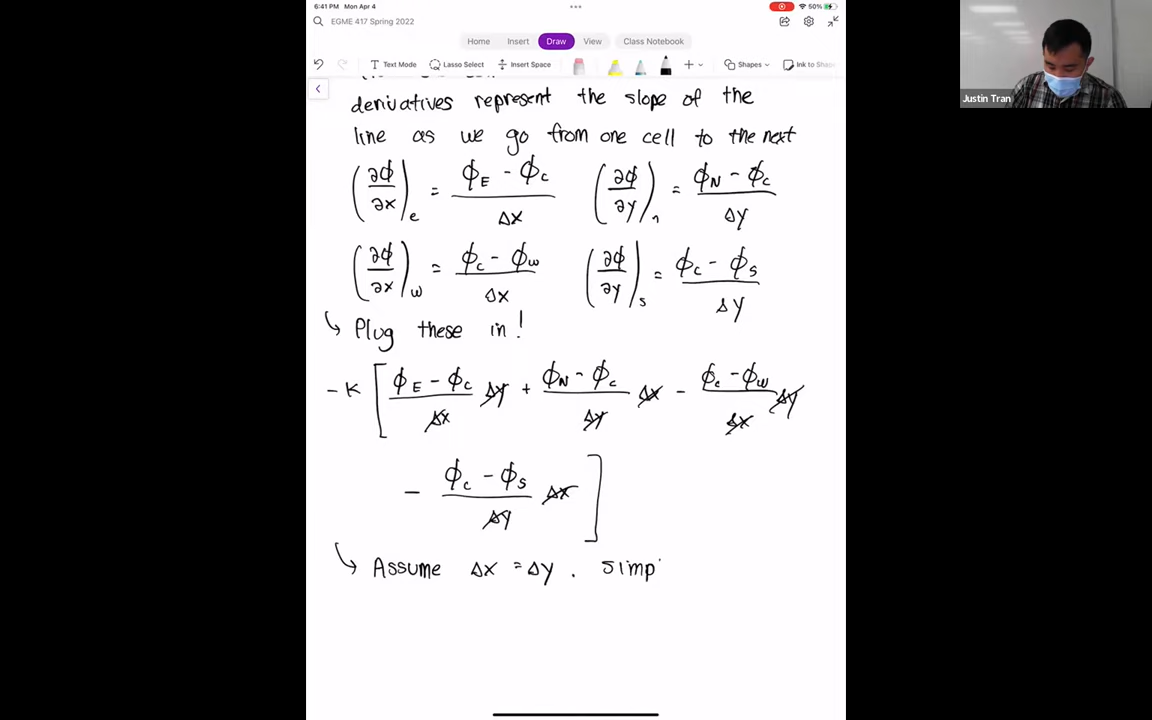 6:41 PM Mon Apr 4
50%
EGME 417 Spring 2022
Home Insert Draw View Class Notebook
Text Mode Lasso Select Insert Space Shapes Ink to Shape
Justin Tran
derivatives represent the slope of the
line as we go from one cell to the next
(∂ϕ/∂x)e = (ϕE - ϕc)/Δx (∂ϕ/∂y)n = (ϕN - ϕc)/Δy
(∂ϕ/∂x)w = (ϕc - ϕw)/Δx (∂ϕ/∂y)s = (ϕc - ϕs)/Δy
↳ Plug these in!
-K [ (ϕE - ϕc)/Δx Δy + (ϕN - ϕc)/Δy Δx - (ϕc - ϕw)/Δx Δy
- (ϕc - ϕs)/Δy Δx ]
↳ Assume Δx = Δy . simp